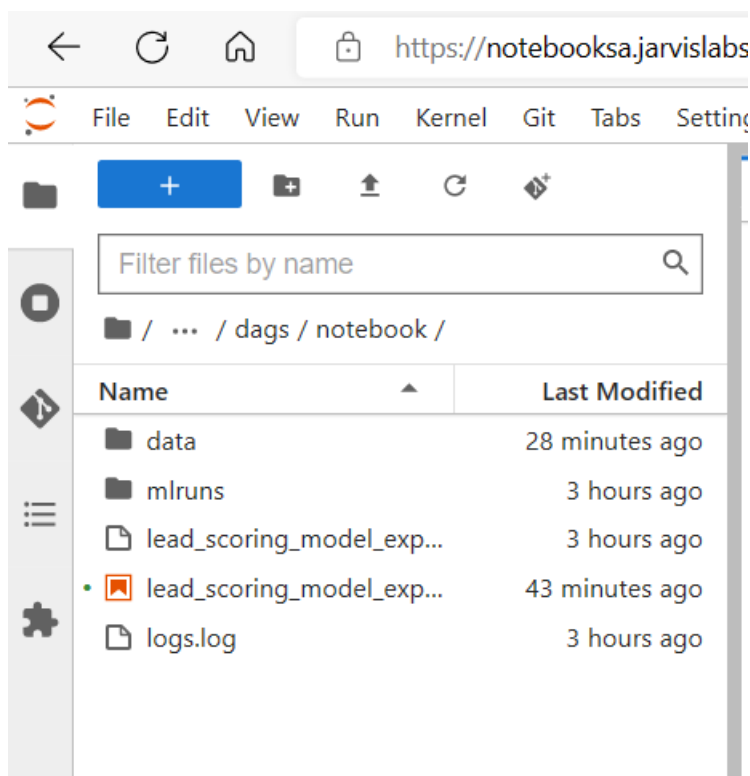 https://notebooksa.jarvislabs
File Edit View Run Kernel Git Tabs Setting
+
Filter files by name
/ ... / dags / notebook /
Name Last Modified
data 28 minutes ago
mlruns 3 hours ago
lead_scoring_model_exp... 3 hours ago
lead_scoring_model_exp... 43 minutes ago
logs.log 3 hours ago